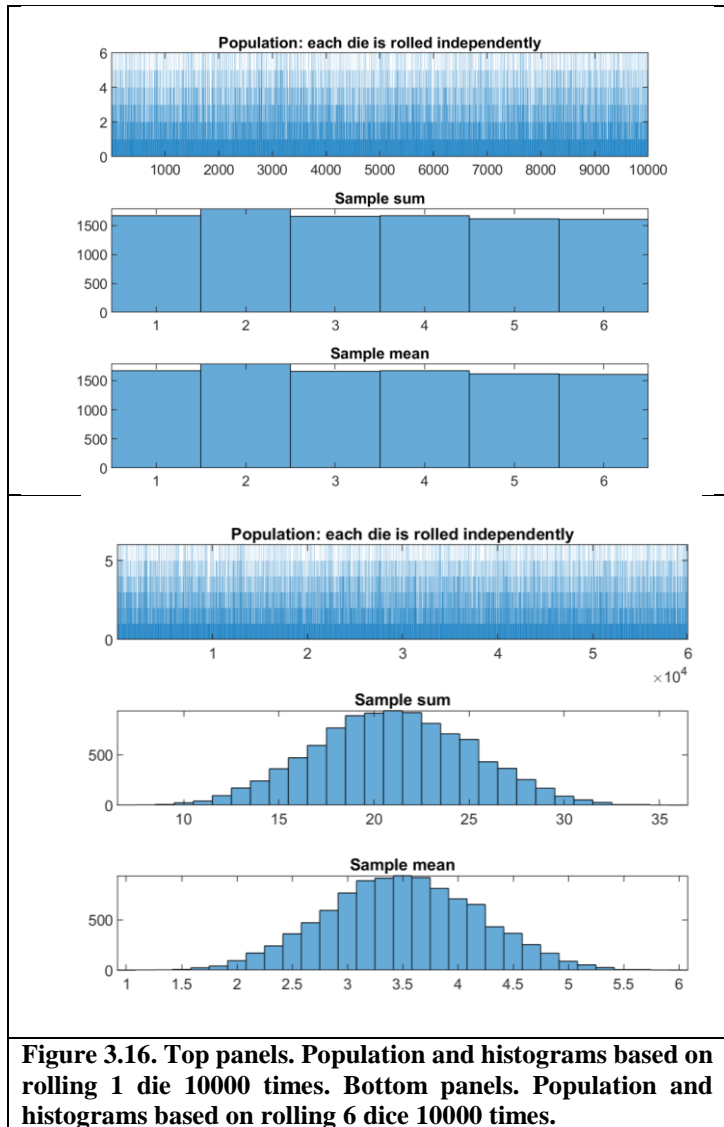 Population: each die is rolled independently
6
4
2
0
1000 2000 3000 4000 5000 6000 7000 8000 9000 10000
Sample sum
1500
1000
500
0
1 2 3 4 5 6
Sample mean
1500
1000
500
0
1 2 3 4 5 6
Population: each die is rolled independently
5
0
1 2 3 4 5 6
×10^4
Sample sum
500
0
10 15 20 25 30 35
Sample mean
500
0
1 1.5 2 2.5 3 3.5 4 4.5 5 5.5 6
Figure 3.16. Top panels. Population and histograms based on
rolling 1 die 10000 times. Bottom panels. Population and
histograms based on rolling 6 dice 10000 times.